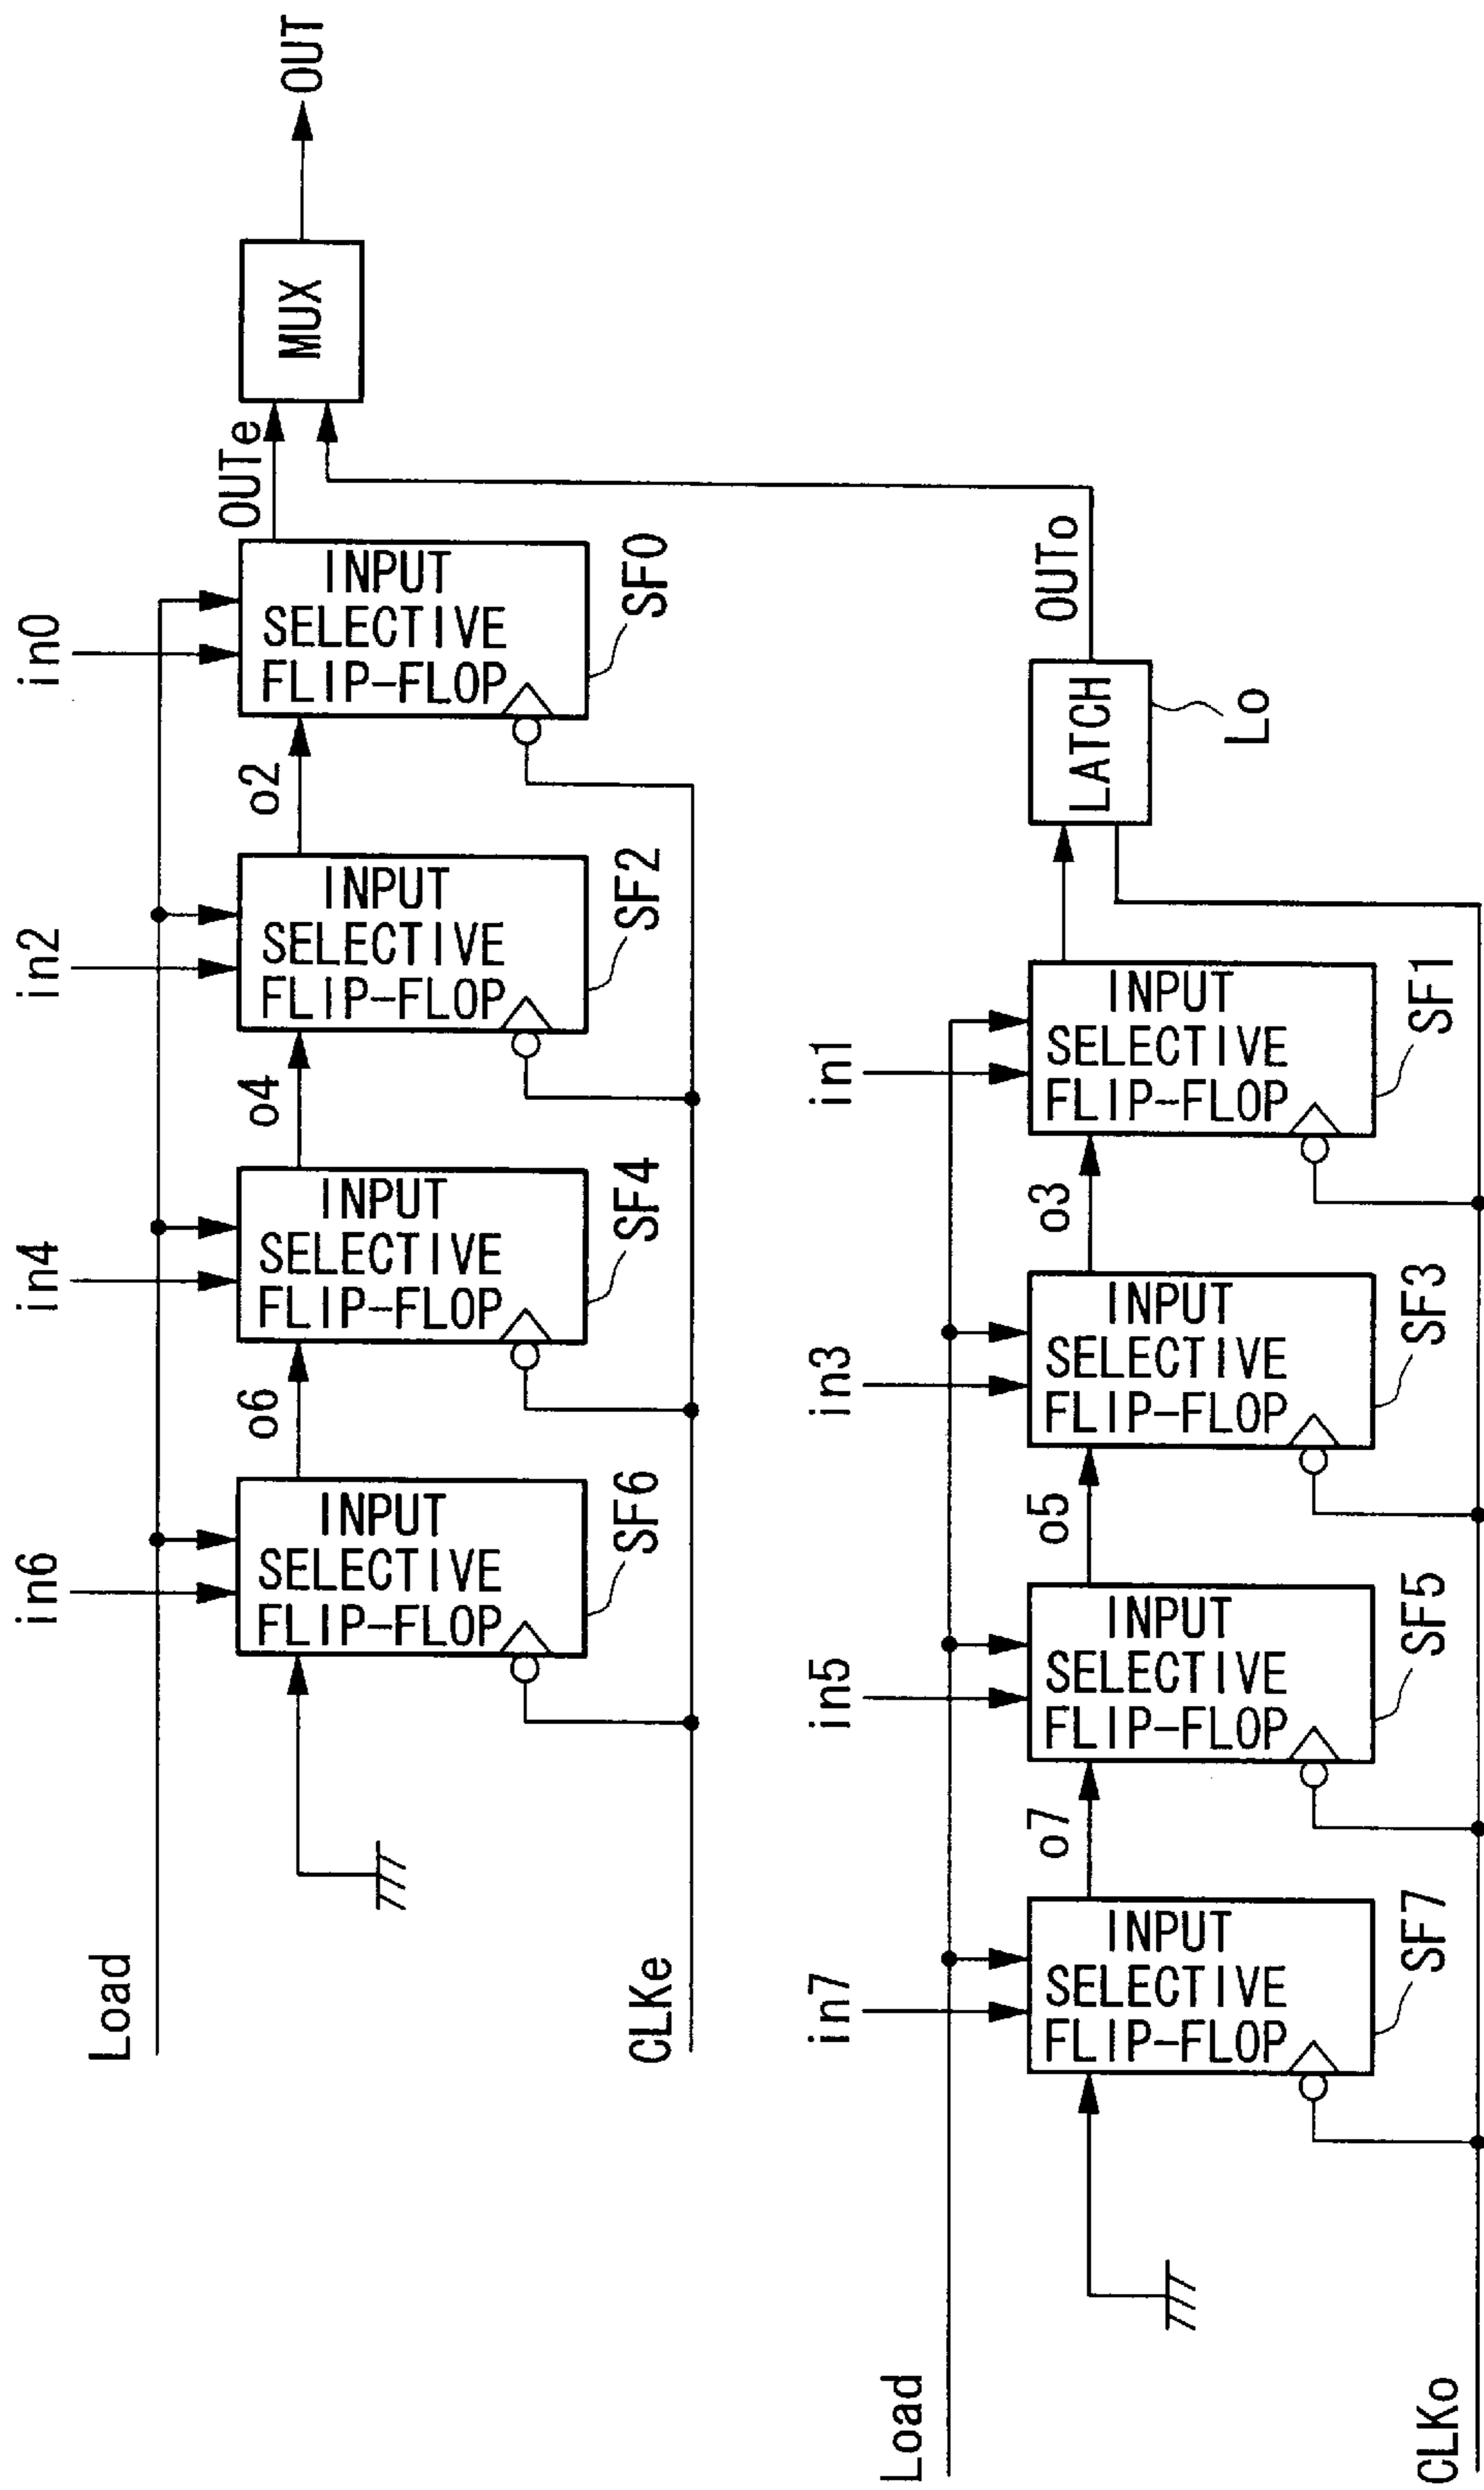 in6
in4
in2
in0
Load
INPUT
SELECTIVE
FLIP-FLOP
o6
INPUT
SELECTIVE
FLIP-FLOP
o4
INPUT
SELECTIVE
FLIP-FLOP
o2
INPUT
SELECTIVE
FLIP-FLOP
OUTe
MUX
OUT
SF6
SF4
SF2
SF0
CLKe
in7
in5
in3
in1
Load
INPUT
SELECTIVE
FLIP-FLOP
o7
INPUT
SELECTIVE
FLIP-FLOP
o5
INPUT
SELECTIVE
FLIP-FLOP
o3
INPUT
SELECTIVE
FLIP-FLOP
LATCH
OUTo
Lo
SF7
SF5
SF3
SF1
CLKo